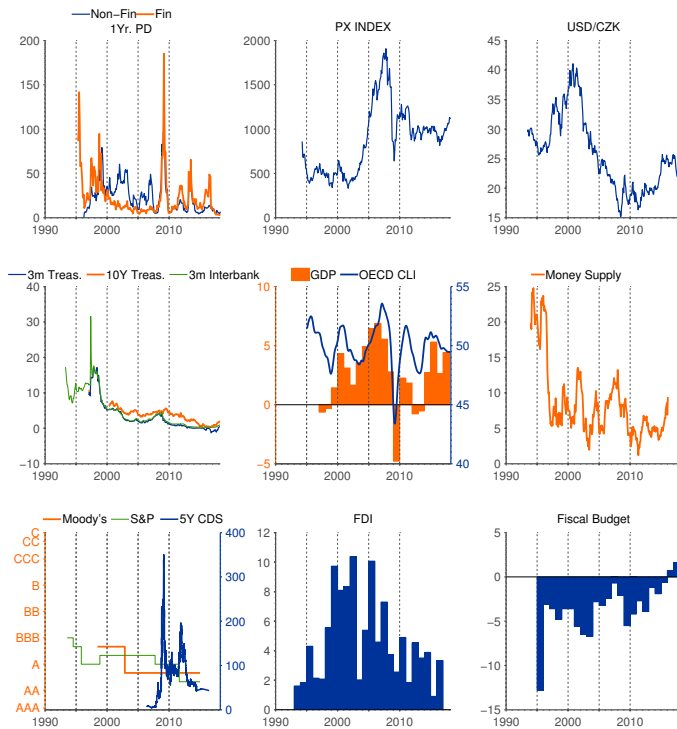 Non-Fin Fin
1Yr. PD
200
150
100
50
0
1990 2000 2010
PX INDEX
2000
1500
1000
500
0
1990 2000 2010
USD/CZK
45
40
35
30
25
20
15
1990 2000 2010
3m Treas. 10Y Treas. 3m Interbank
40
30
20
10
0
−10
1990 2000 2010
GDP OECD CLI
10 55
5 50
0 45
−5 40
1990 2000 2010
Money Supply
25
20
15
10
5
0
1990 2000 2010
Moody's S&P 5Y CDS
C 400
CC
CCC
300
B
BB 200
BBB
A 100
AA
AAA 0
1990 2000 2010
FDI
12
10
8
6
4
2
0
1990 2000 2010
Fiscal Budget
5
0
−5
−10
−15
1990 2000 2010